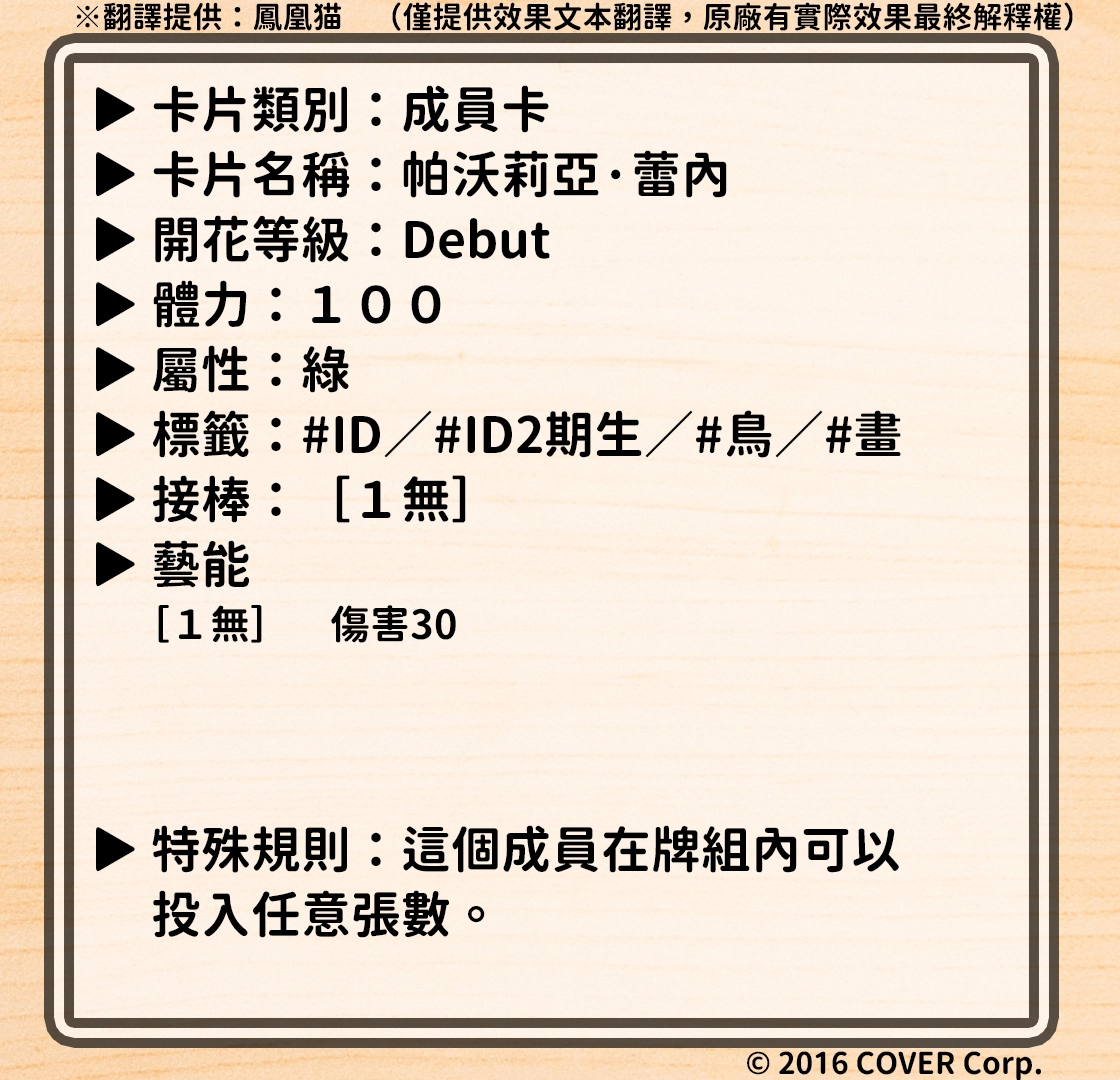 ※翻譯提供：鳳凰猫　（僅提供效果文本翻譯，原廠有實際效果最終解釋權）
▶ 卡片類別：成員卡
▶ 卡片名稱：帕沃莉亞·蕾內
▶ 開花等級：Debut
▶ 體力：１００
▶ 屬性：綠
▶ 標籤：#ID／#ID2期生／#鳥／#畫
▶ 接棒：［１無］
▶ 藝能
［１無］　傷害30
▶ 特殊規則：這個成員在牌組內可以
投入任意張數。
© 2016 COVER Corp.